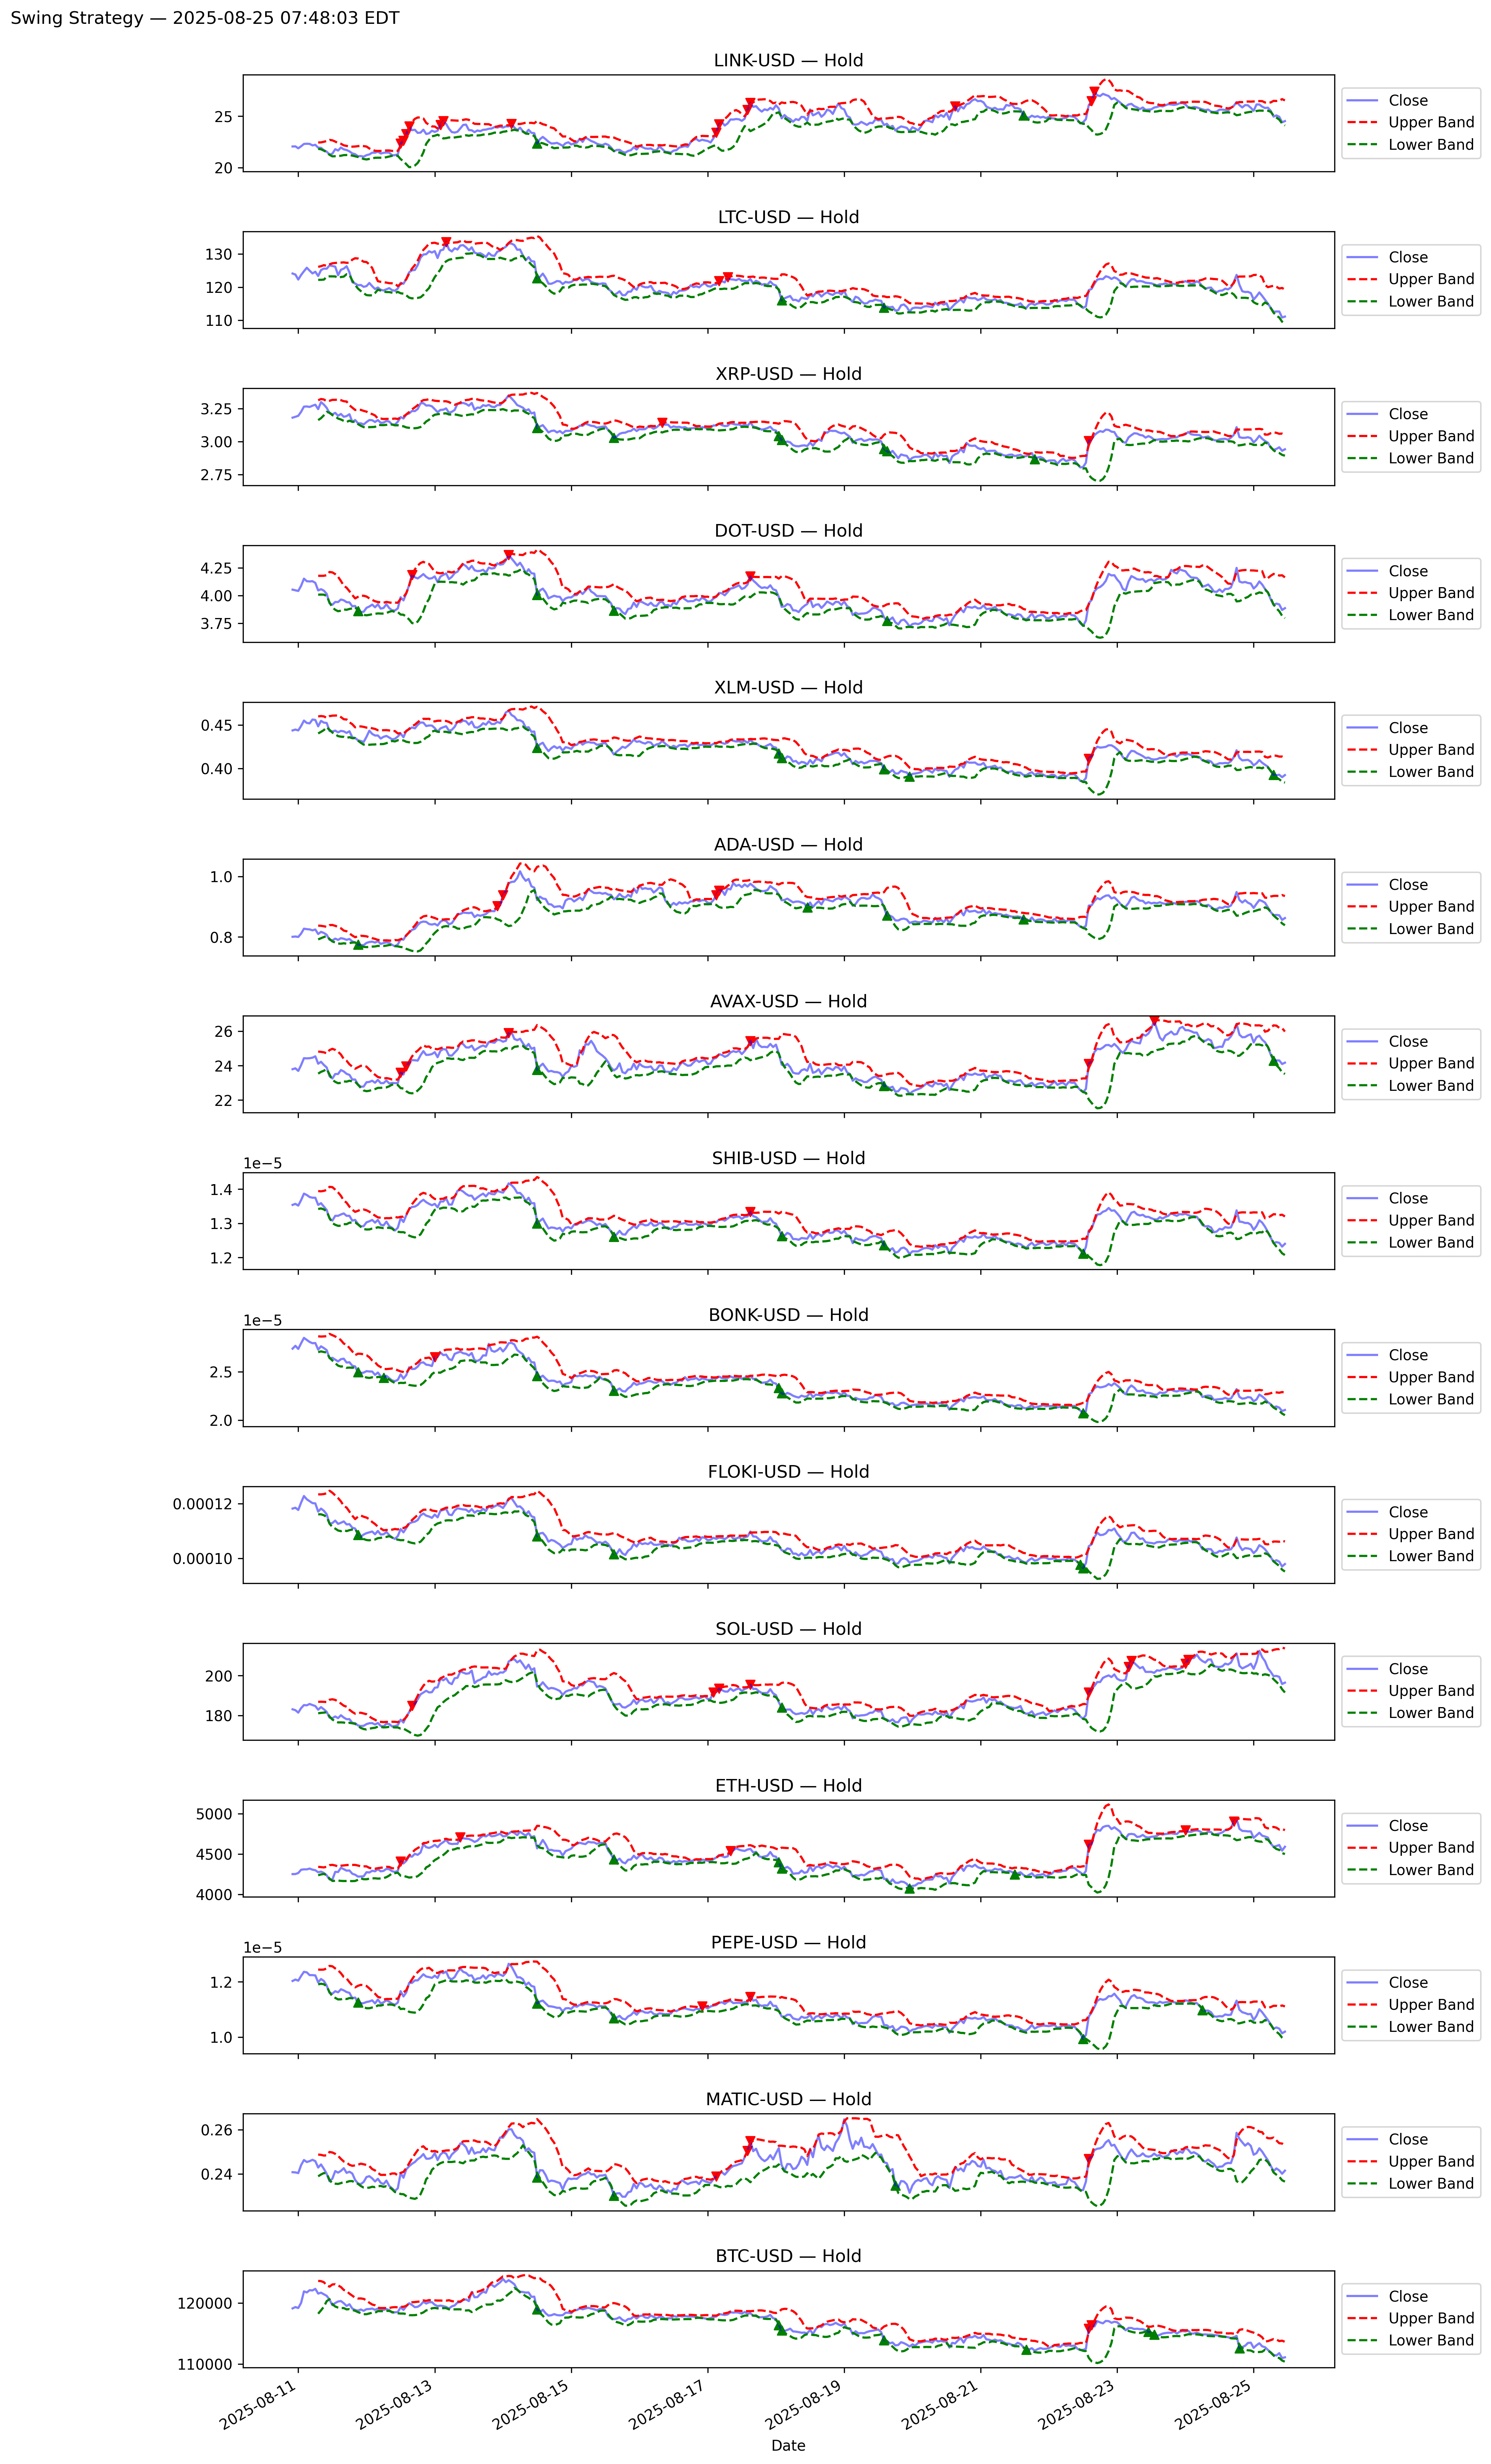 Swing Strategy — 2025-08-25 07:48:03 EDT
LINK-USD — Hold
25
20
Close
Upper Band
Lower Band
LTC-USD — Hold
130
120
110
Close
Upper Band
Lower Band
XRP-USD — Hold
3.25
3.00
2.75
Close
Upper Band
Lower Band
DOT-USD — Hold
4.25
4.00
3.75
Close
Upper Band
Lower Band
XLM-USD — Hold
0.45
0.40
Close
Upper Band
Lower Band
ADA-USD — Hold
1.0
0.8
Close
Upper Band
Lower Band
AVAX-USD — Hold
26
24
22
Close
Upper Band
Lower Band
SHIB-USD — Hold
1e−5
1.4
1.3
1.2
Close
Upper Band
Lower Band
BONK-USD — Hold
1e−5
2.5
2.0
Close
Upper Band
Lower Band
FLOKI-USD — Hold
0.00012
0.00010
Close
Upper Band
Lower Band
SOL-USD — Hold
200
180
Close
Upper Band
Lower Band
ETH-USD — Hold
5000
4500
4000
Close
Upper Band
Lower Band
PEPE-USD — Hold
1e−5
1.2
1.0
Close
Upper Band
Lower Band
MATIC-USD — Hold
0.26
0.24
Close
Upper Band
Lower Band
BTC-USD — Hold
120000
110000
Close
Upper Band
Lower Band
2025-08-11
2025-08-13
2025-08-15
2025-08-17
2025-08-19
2025-08-21
2025-08-23
2025-08-25
Date